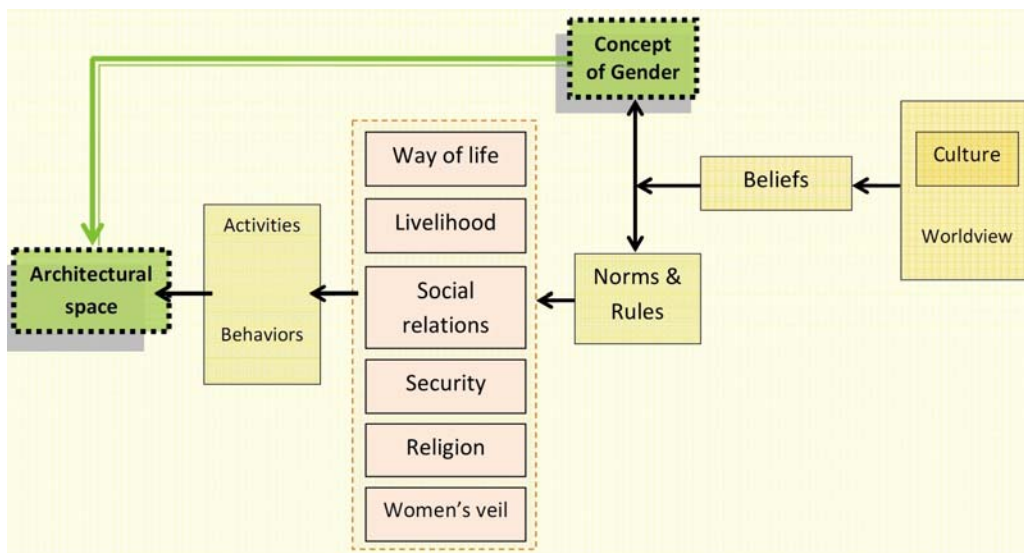 Concept
of Gender
Way of life
Culture
Beliefs
Livelihood
Activities
Worldview
Architectural
space
Norms &
Rules
Social
relations
Behaviors
Security
Religion
Women's veil